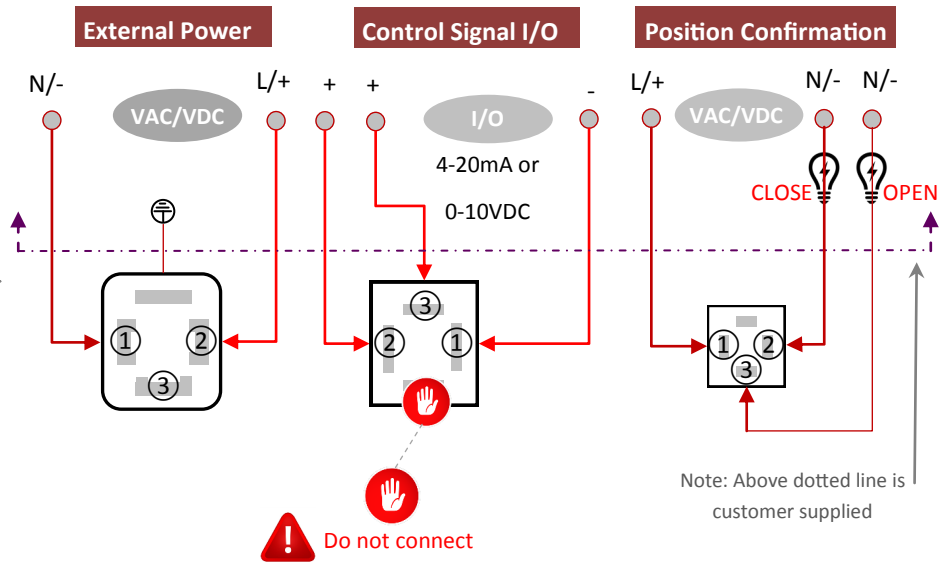 External Power
Control Signal I/O
Position Confirmation
N/-
L/+
+
+
-
L/+
N/-
N/-
VAC/VDC
I/O
VAC/VDC
4-20mA or
0-10VDC
CLOSE
OPEN
1
2
3
3
2
1
1
2
3
Note: Above dotted line is
customer supplied
!
Do not connect